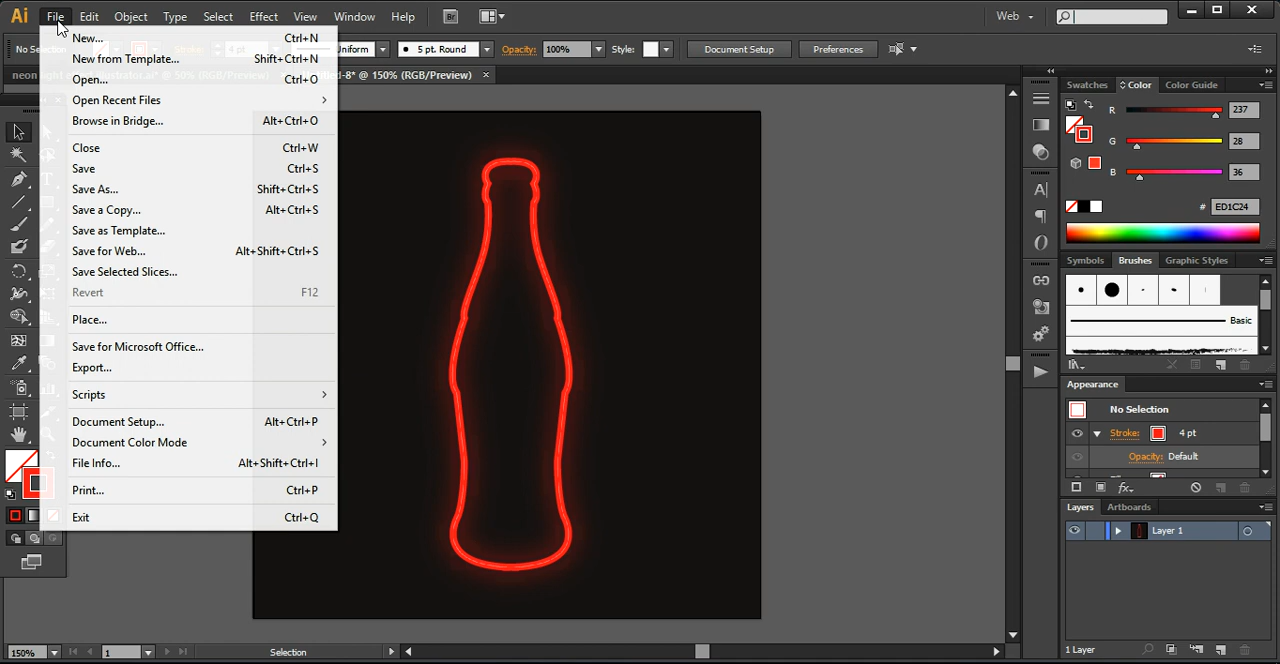 Ai File Edit Object Type Select Effect View Window Help Br Web
No Selection Stroke: 4 pt Uniform 5 pt. Round Opacity: 100% Style: Document Setup Preferences
-8* @ 150% (RGB/Preview)
New... Ctrl+N
New from Template... Shift+Ctrl+N
Open... Ctrl+O
Open Recent Files
Browse in Bridge... Alt+Ctrl+O
Close Ctrl+W
Save Ctrl+S
Save As... Shift+Ctrl+S
Save a Copy... Alt+Ctrl+S
Save as Template...
Save for Web... Alt+Shift+Ctrl+S
Save Selected Slices...
Revert F12
Place...
Save for Microsoft Office...
Export...
Scripts
Document Setup... Alt+Ctrl+P
Document Color Mode
File Info... Alt+Shift+Ctrl+I
Print... Ctrl+P
Exit Ctrl+Q
Swatches Color Color Guide
R 237
G 28
B 36
# ED1C24
Symbols Brushes Graphic Styles
Basic
Appearance
No Selection
Stroke: 4 pt
Opacity: Default
Layers Artboards
Layer 1
1 Layer
150% 1 Selection